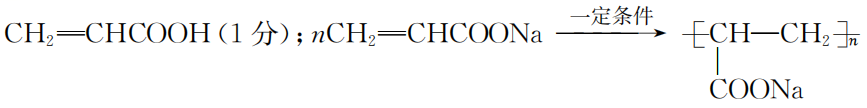 CH₂═CHCOOH(1 分);nCH₂═CHCOONa 一定条件→ ⁅CH—CH₂⁆ₙ
COONa